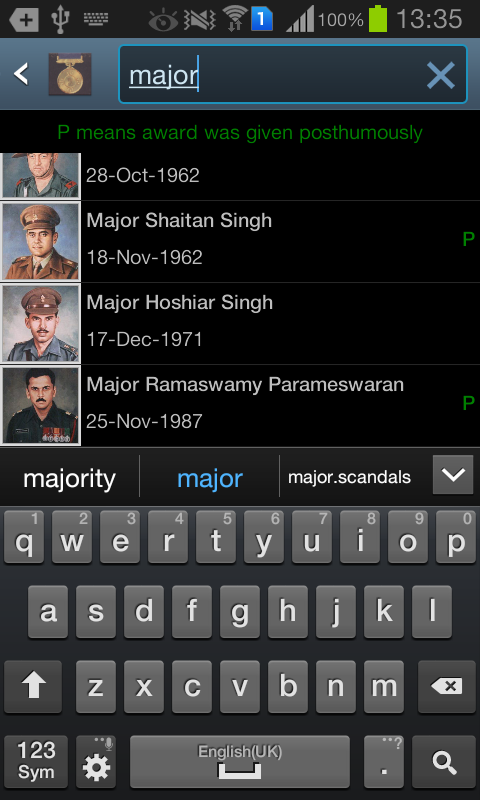 100% 13:35
1
major
P means award was given posthumously
28-Oct-1962
Major Shaitan Singh
18-Nov-1962
P
Major Hoshiar Singh
17-Dec-1971
Major Ramaswamy Parameswaran
25-Nov-1987
P
majority major major.scandals
1 2 3 4 5 6 7 8 9 0
q w e r t y u i o p
a s d f g h j k l
z x c v b n m
123
Sym
English(UK)
. ...?